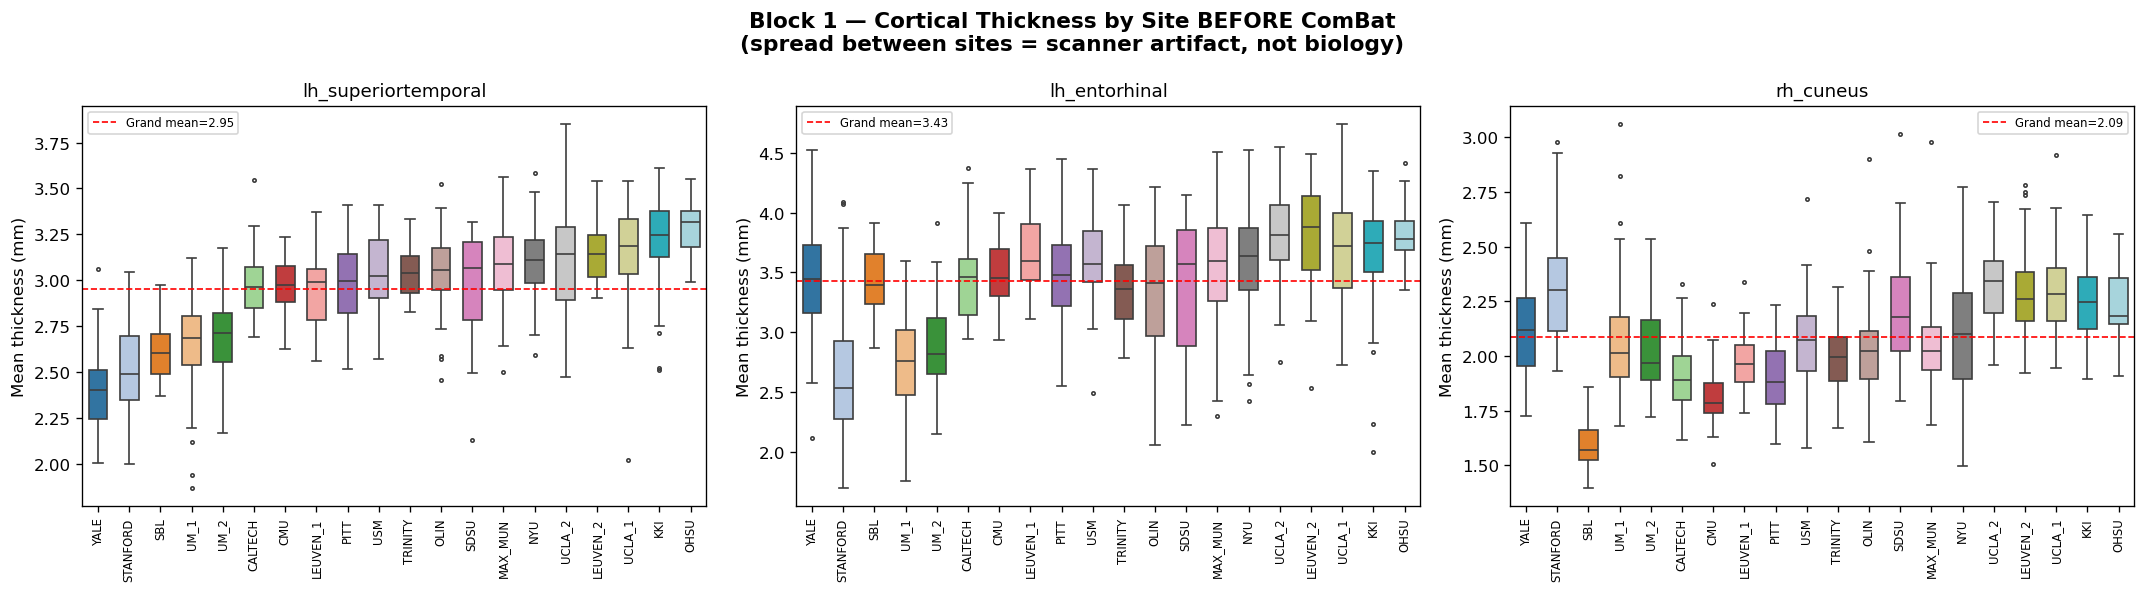 Block 1 — Cortical Thickness by Site BEFORE ComBat
(spread between sites = scanner artifact, not biology)
lh_superiortemporal
Mean thickness (mm)
3.75
3.50
3.25
3.00
2.75
2.50
2.25
2.00
Grand mean=2.95
YALE
STANFORD
SBL
UM_1
UM_2
CALTECH
CMU
LEUVEN_1
PITT
USM
TRINITY
OLIN
SDSU
MAX_MUN
NYU
UCLA_2
LEUVEN_2
UCLA_1
KKI
OHSU
lh_entorhinal
Mean thickness (mm)
4.5
4.0
3.5
3.0
2.5
2.0
Grand mean=3.43
YALE
STANFORD
SBL
UM_1
UM_2
CALTECH
CMU
LEUVEN_1
PITT
USM
TRINITY
OLIN
SDSU
MAX_MUN
NYU
UCLA_2
LEUVEN_2
UCLA_1
KKI
OHSU
rh_cuneus
Mean thickness (mm)
3.00
2.75
2.50
2.25
2.00
1.75
1.50
Grand mean=2.09
YALE
STANFORD
SBL
UM_1
UM_2
CALTECH
CMU
LEUVEN_1
PITT
USM
TRINITY
OLIN
SDSU
MAX_MUN
NYU
UCLA_2
LEUVEN_2
UCLA_1
KKI
OHSU